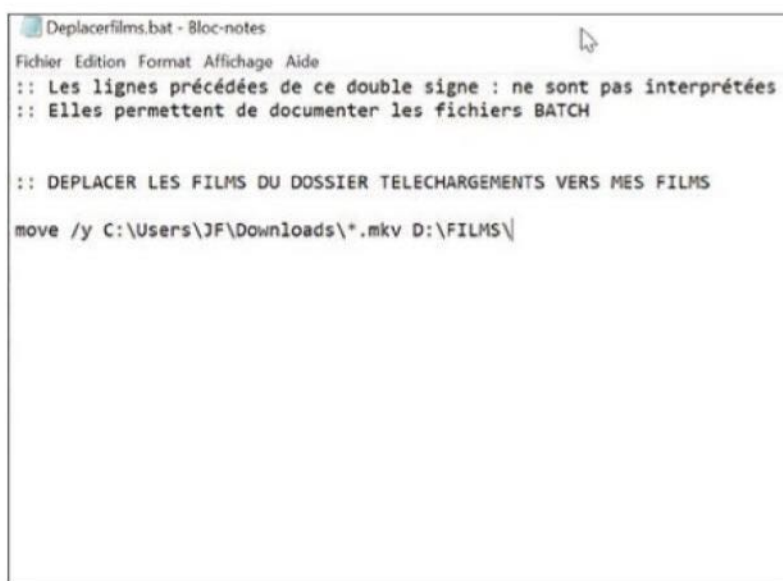 Deplacerfilms.bat - Bloc-notes
Fichier Edition Format Affichage Aide
:: Les lignes précédées de ce double signe : ne sont pas interprétées
:: Elles permettent de documenter les fichiers BATCH
:: DEPLACER LES FILMS DU DOSSIER TELECHARGEMENTS VERS MES FILMS
move /y C:\Users\JF\Downloads\*.mkv D:\FILMS\